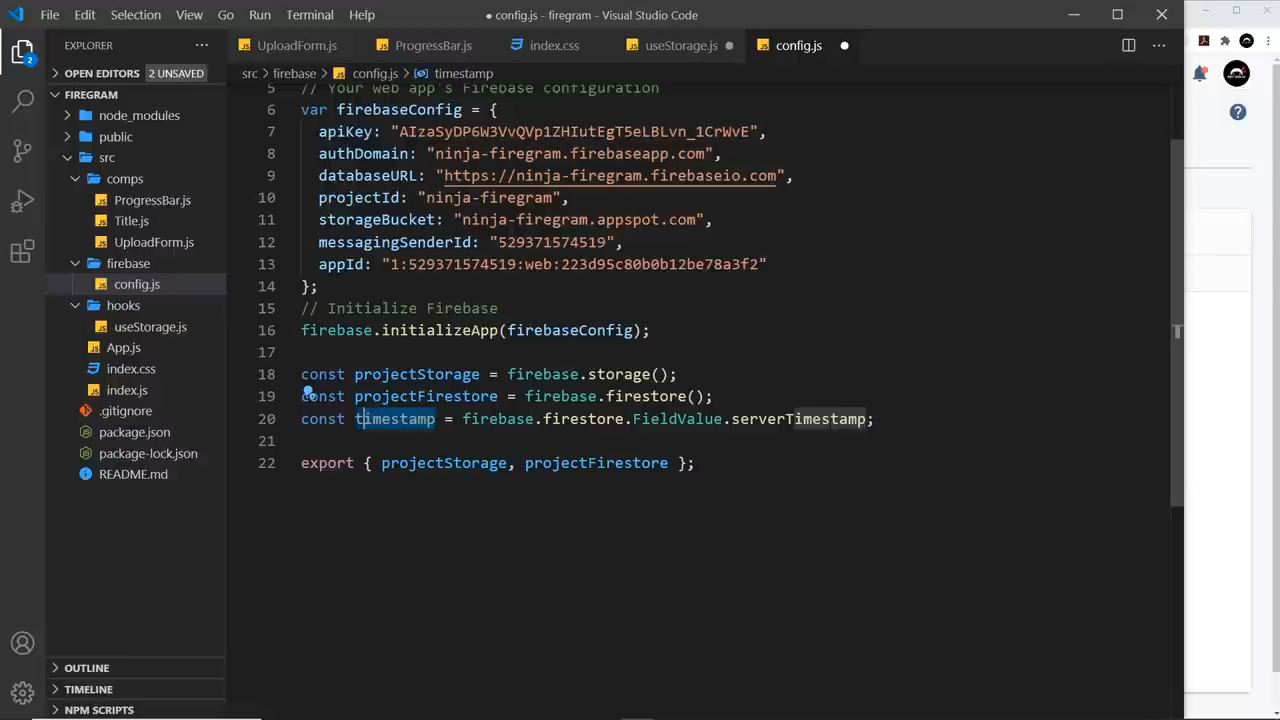 File Edit Selection View Go Run Terminal Help
● config.js - firegram - Visual Studio Code
EXPLORER
UploadForm.js ProgressBar.js index.css useStorage.js config.js
OPEN EDITORS 2 UNSAVED
src > firebase > config.js > timestamp
2
FIREGRAM
node_modules
public
src
comps
ProgressBar.js
Title.js
UploadForm.js
firebase
config.js
hooks
useStorage.js
App.js
index.css
index.js
.gitignore
package.json
package-lock.json
README.md
OUTLINE
TIMELINE
NPM SCRIPTS
5 // Your web app's Firebase configuration
6 var firebaseConfig = {
7 apiKey: "AIzaSyDP6W3VvQVp1ZHIutEgT5eLBLvn_1CrWvE",
8 authDomain: "ninja-firegram.firebaseapp.com",
9 databaseURL: "https://ninja-firegram.firebaseio.com",
10 projectId: "ninja-firegram",
11 storageBucket: "ninja-firegram.appspot.com",
12 messagingSenderId: "529371574519",
13 appId: "1:529371574519:web:223d95c80b0b12be78a3f2"
14 };
15 // Initialize Firebase
16 firebase.initializeApp(firebaseConfig);
17
18 const projectStorage = firebase.storage();
19 const projectFirestore = firebase.firestore();
20 const timestamp = firebase.firestore.FieldValue.serverTimestamp;
21
22 export { projectStorage, projectFirestore };